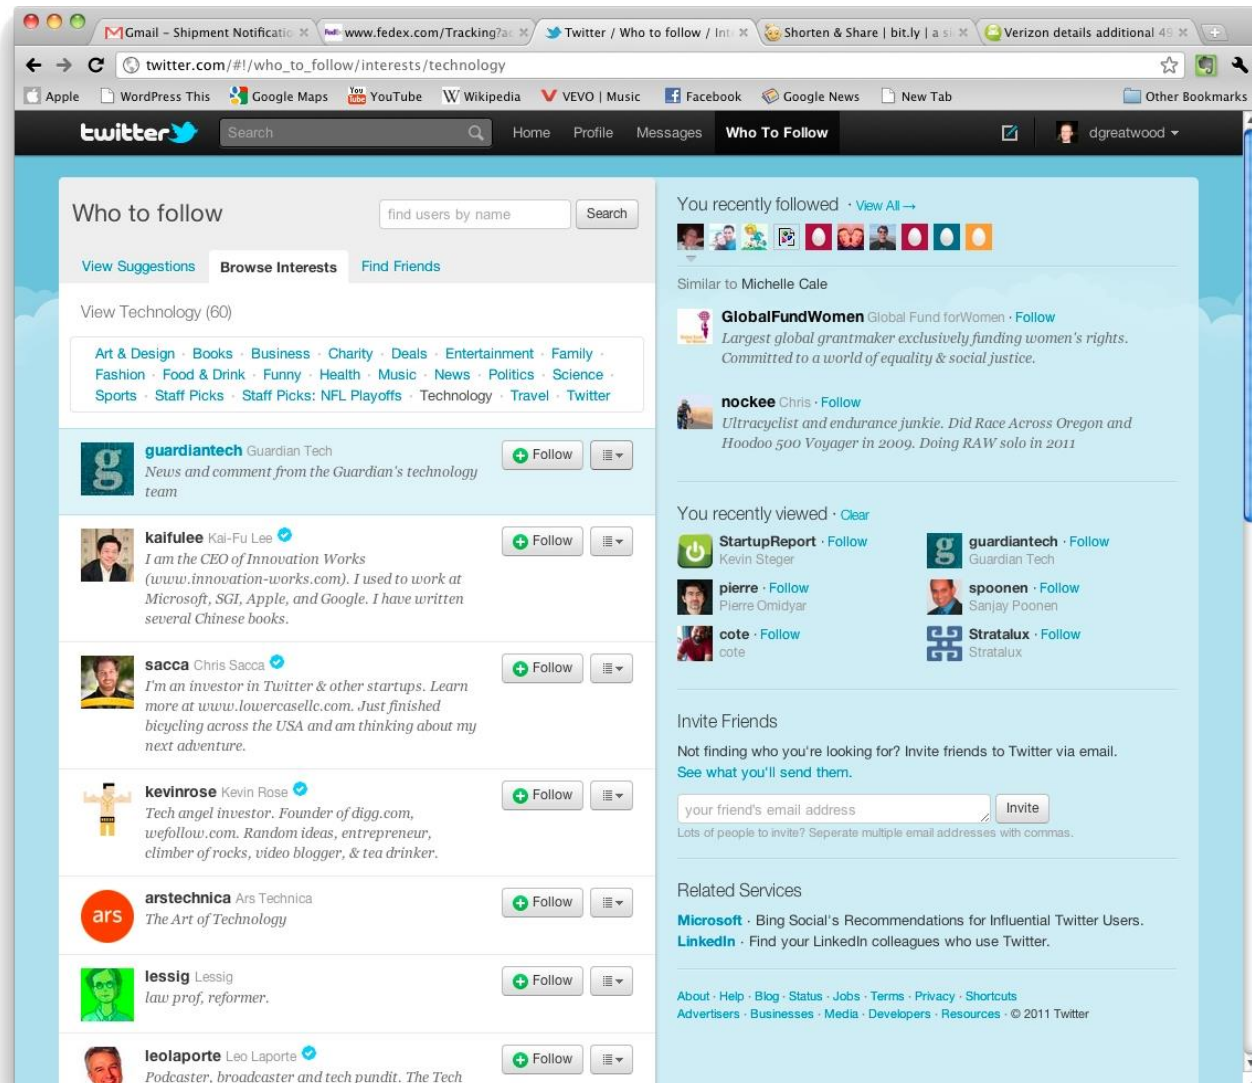 Gmail – Shipment Notificatio
www.fedex.com/Tracking?ac
Twitter / Who to follow / Int
Shorten & Share | bit.ly | a si
Verizon details additional 49
twitter.com/#!/who_to_follow/interests/technology
Apple WordPress This Google Maps YouTube Wikipedia VEVO | Music Facebook Google News New Tab Other Bookmarks
twitter Search Home Profile Messages Who To Follow dgreatwood
Who to follow
find users by name Search
View Suggestions Browse Interests Find Friends
View Technology (60)
Art & Design · Books · Business · Charity · Deals · Entertainment · Family ·
Fashion · Food & Drink · Funny · Health · Music · News · Politics · Science ·
Sports · Staff Picks · Staff Picks: NFL Playoffs · Technology · Travel · Twitter
guardiantech Guardian Tech
News and comment from the Guardian's technology
team
Follow
kaifulee Kai-Fu Lee
I am the CEO of Innovation Works
(www.innovation-works.com). I used to work at
Microsoft, SGI, Apple, and Google. I have written
several Chinese books.
Follow
sacca Chris Sacca
I'm an investor in Twitter & other startups. Learn
more at www.lowercasellc.com. Just finished
bicycling across the USA and am thinking about my
next adventure.
Follow
kevinrose Kevin Rose
Tech angel investor. Founder of digg.com,
wefollow.com. Random ideas, entrepreneur,
climber of rocks, video blogger, & tea drinker.
Follow
ars
arstechnica Ars Technica
The Art of Technology
Follow
lessig Lessig
law prof, reformer.
Follow
leolaporte Leo Laporte
Podcaster, broadcaster and tech pundit. The Tech
Follow
You recently followed · View All →
Similar to Michelle Cale
GlobalFundWomen Global Fund forWomen · Follow
Largest global grantmaker exclusively funding women's rights.
Committed to a world of equality & social justice.
nockee Chris · Follow
Ultracyclist and endurance junkie. Did Race Across Oregon and
Hoodoo 500 Voyager in 2009. Doing RAW solo in 2011
You recently viewed · Clear
StartupReport · Follow
Kevin Steger
guardiantech · Follow
Guardian Tech
pierre · Follow
Pierre Omidyar
spoonen · Follow
Sanjay Poonen
cote · Follow
cote
Stratalux · Follow
Stratalux
Invite Friends
Not finding who you're looking for? Invite friends to Twitter via email.
See what you'll send them.
your friend's email address Invite
Lots of people to invite? Seperate multiple email addresses with commas.
Related Services
Microsoft · Bing Social's Recommendations for Influential Twitter Users.
LinkedIn · Find your LinkedIn colleagues who use Twitter.
About · Help · Blog · Status · Jobs · Terms · Privacy · Shortcuts
Advertisers · Businesses · Media · Developers · Resources · © 2011 Twitter